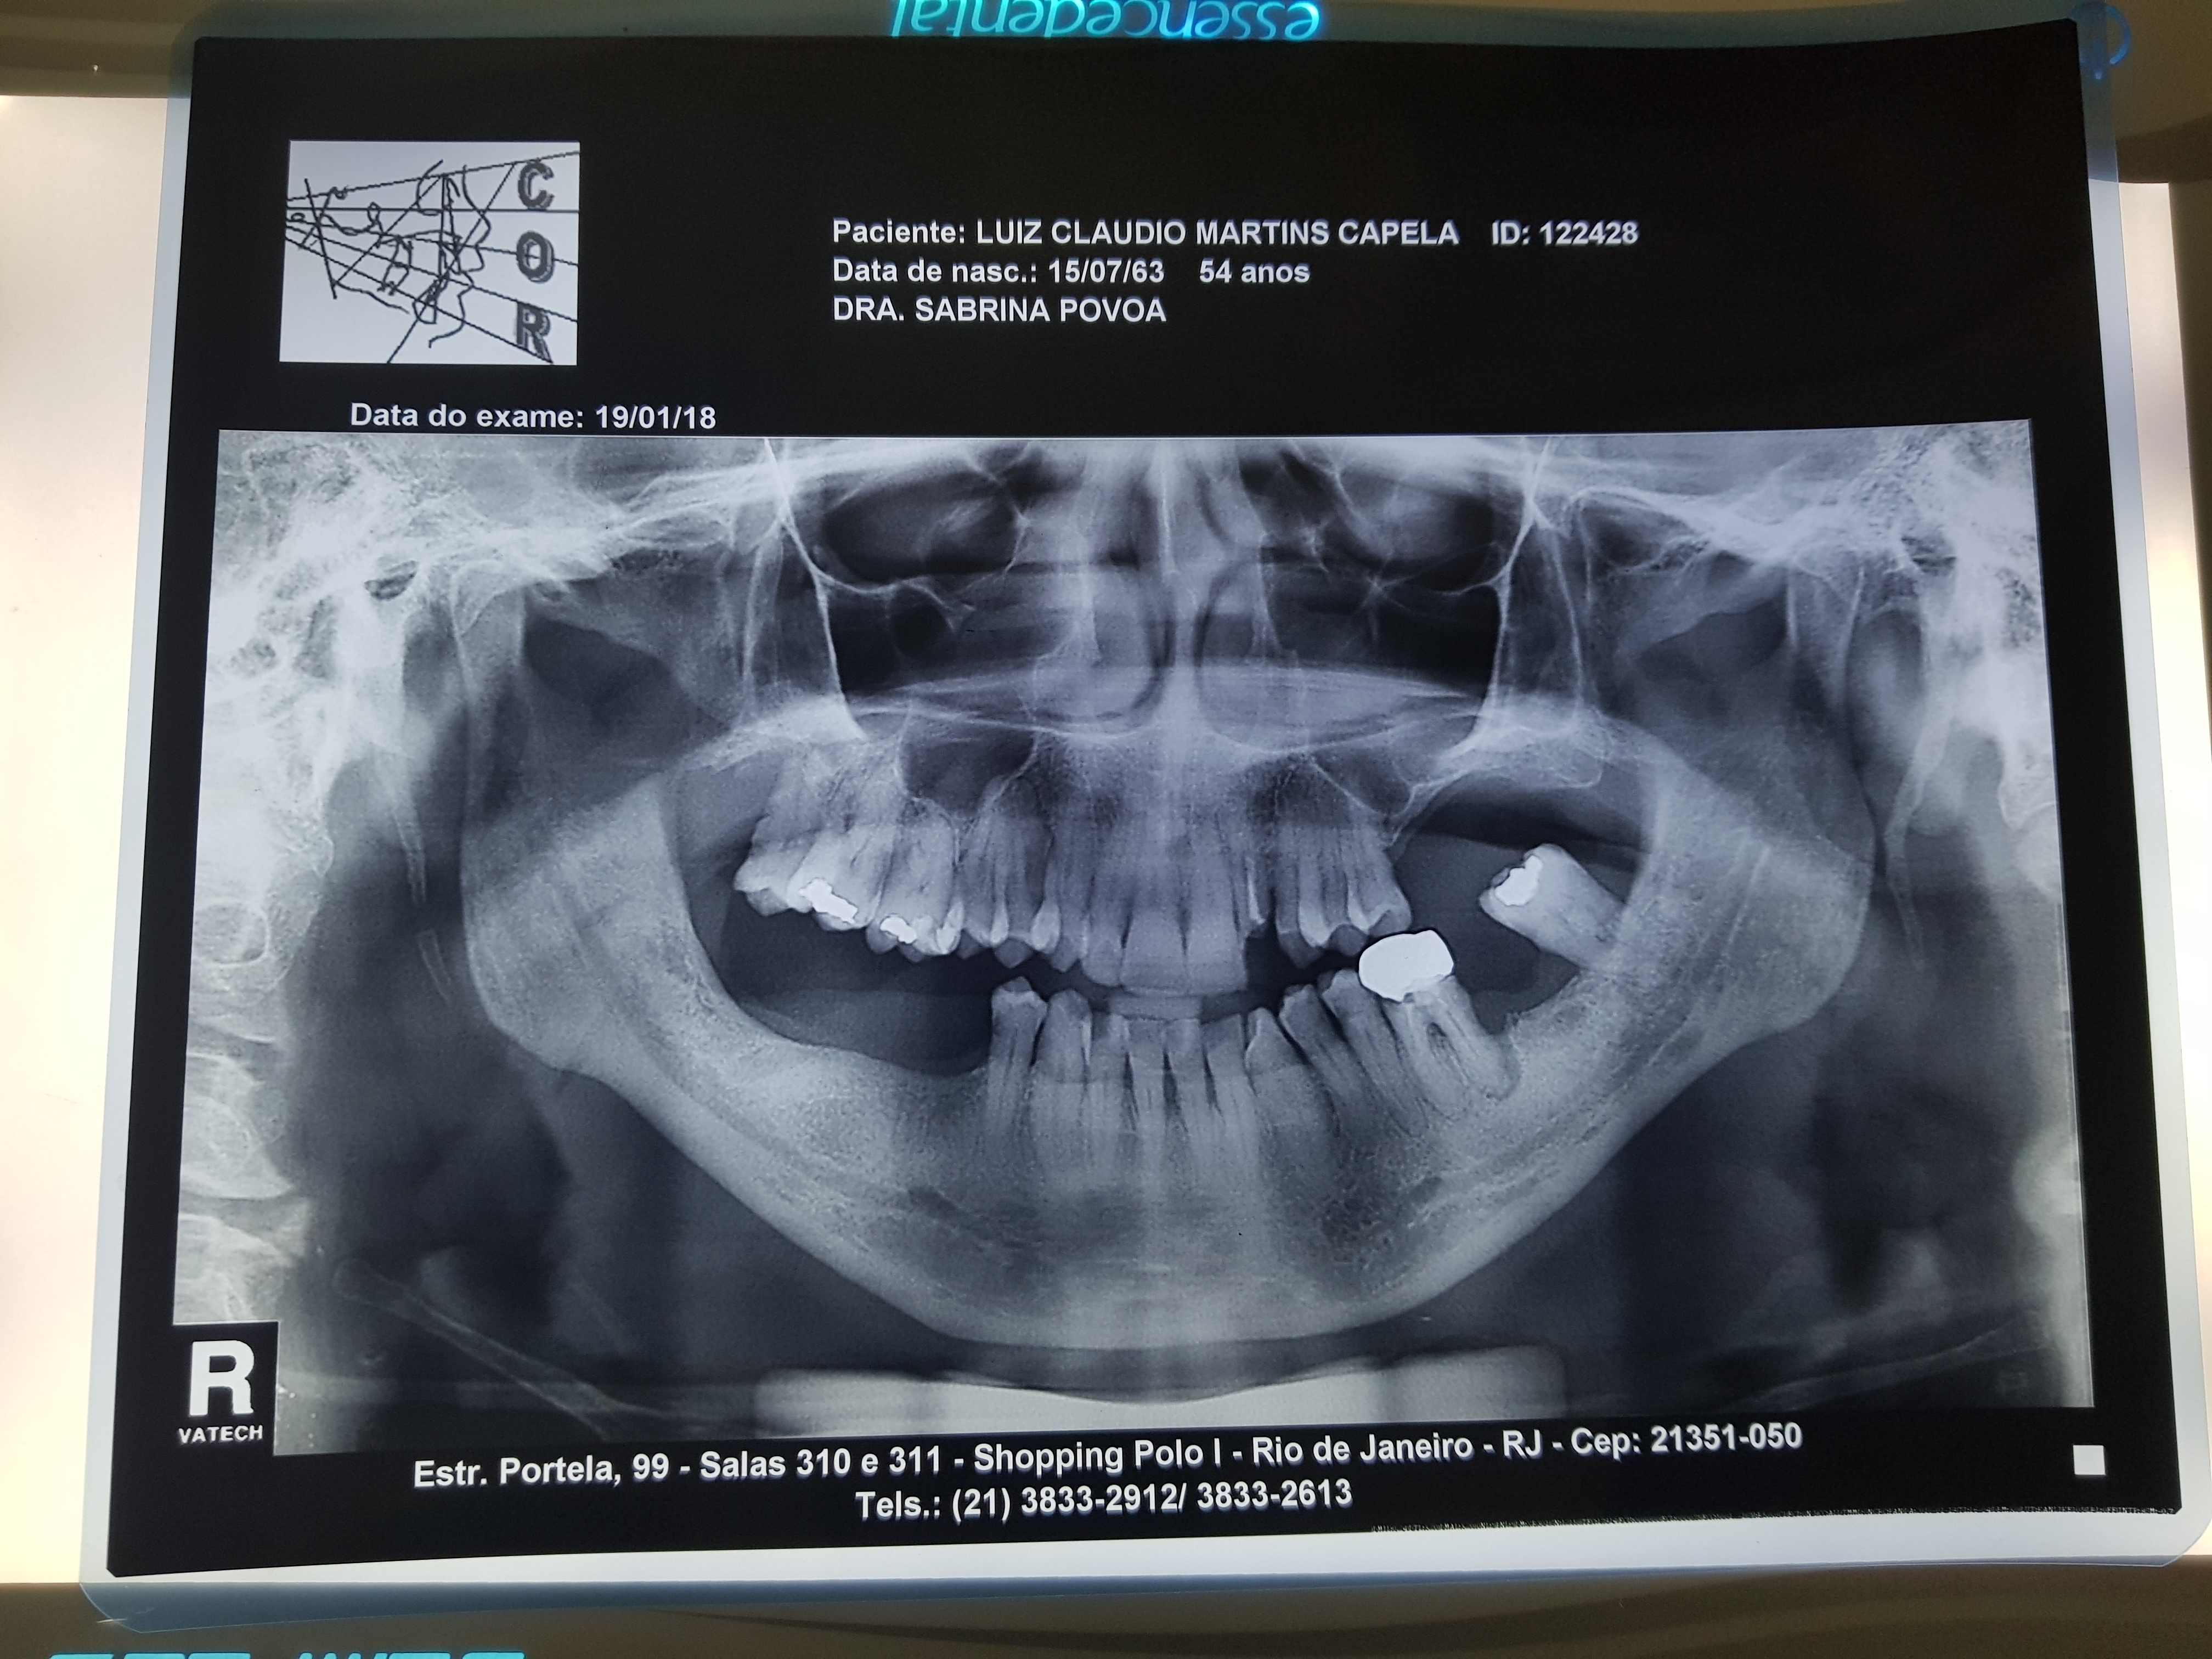 essencedental
C
O
R
Paciente: LUIZ CLAUDIO MARTINS CAPELA ID: 122428
Data de nasc.: 15/07/63 54 anos
DRA. SABRINA POVOA
Data do exame: 19/01/18
R
VATECH
Estr. Portela, 99 - Salas 310 e 311 - Shopping Polo I - Rio de Janeiro - RJ - Cep: 21351-050
Tels.: (21) 3833-2912/ 3833-2613